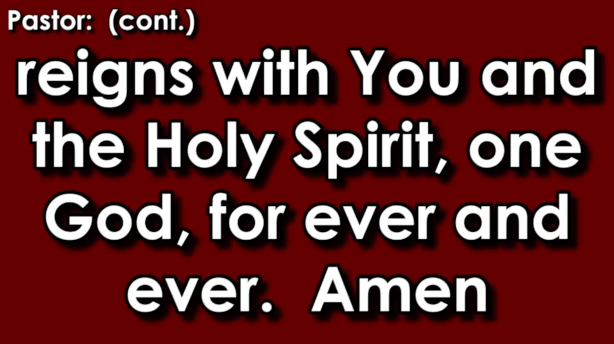 Pastor:  (cont.)
reigns with You and
the Holy Spirit, one
God, for ever and
ever.  Amen